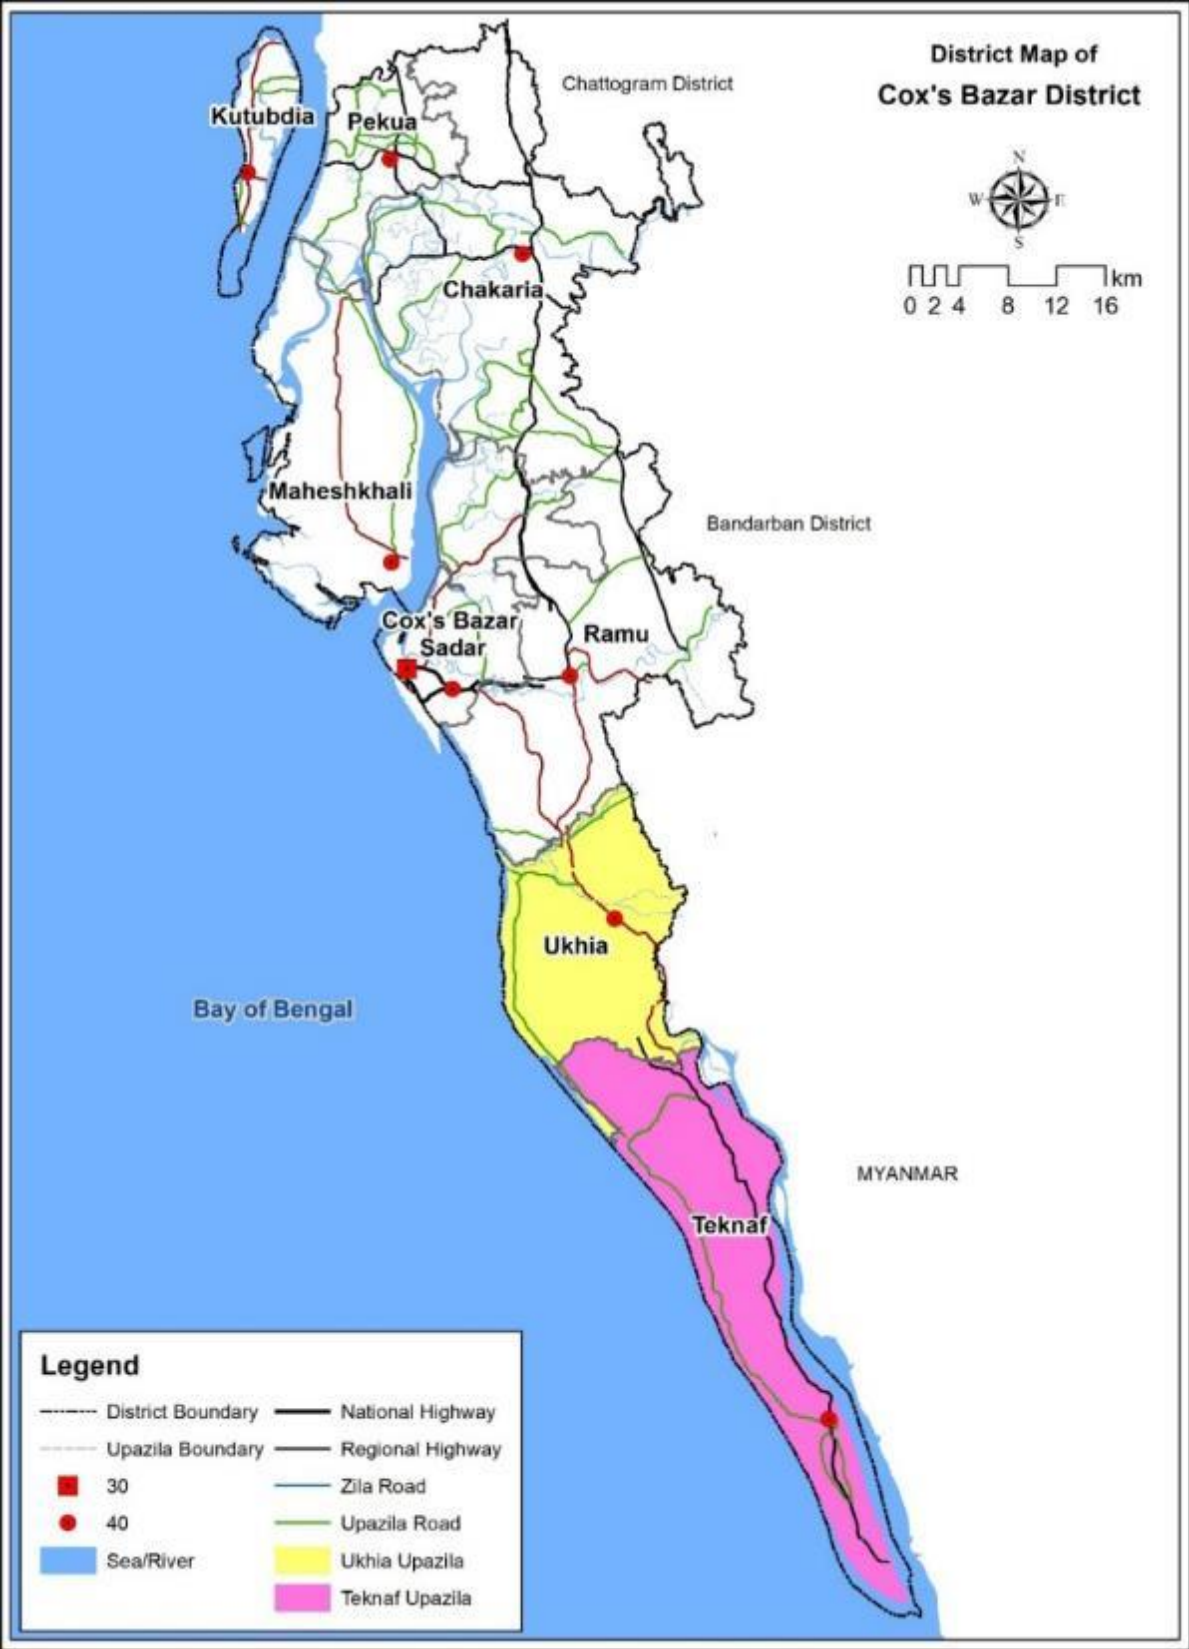 District Map of
Cox's Bazar District
Chattogram District
Kutubdia
Pekua
N
W E
S
km
0 2 4 8 12 16
Chakaria
Maheshkhali
Bandarban District
Cox's Bazar
Sadar
Ramu
Ukhia
Bay of Bengal
MYANMAR
Teknaf
Legend
District Boundary
Upazila Boundary
30
40
Sea/River
National Highway
Regional Highway
Zila Road
Upazila Road
Ukhia Upazila
Teknaf Upazila